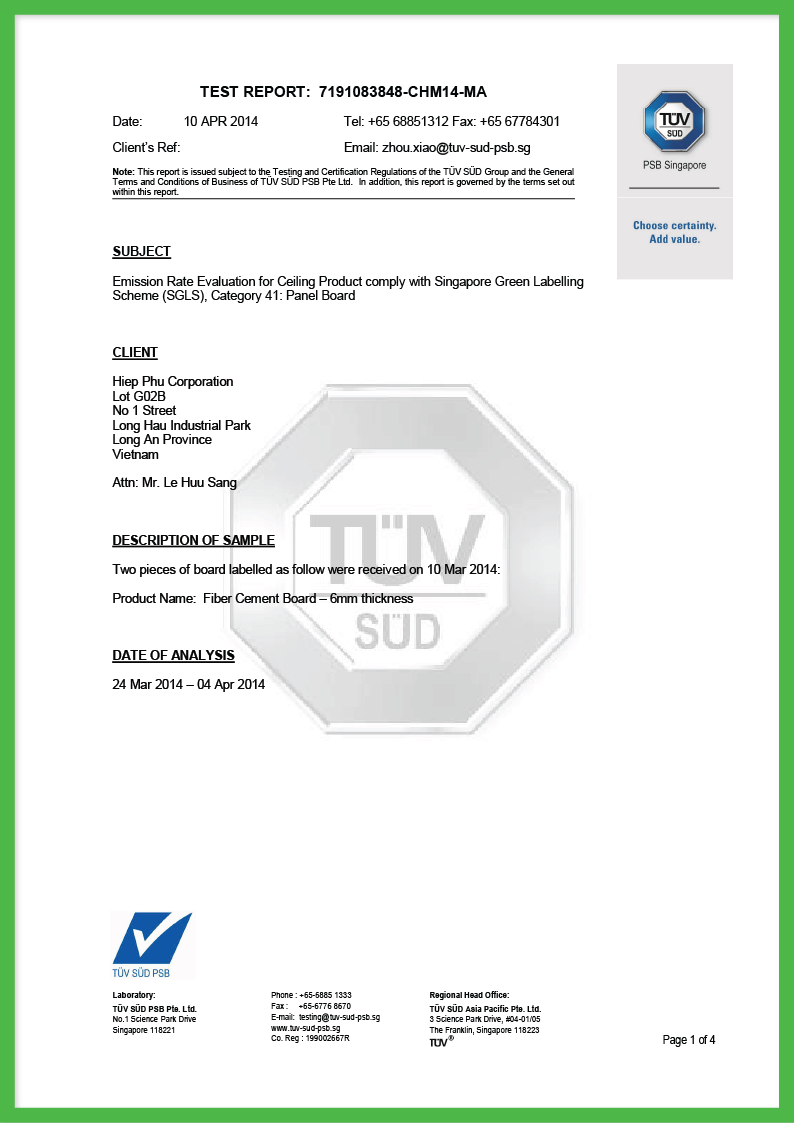 TEST REPORT: 7191083848-CHM14-MA
Date: 10 APR 2014 Tel: +65 68851312 Fax: +65 67784301
Client's Ref: Email: zhou.xiao@tuv-sud-psb.sg
Note: This report is issued subject to the Testing and Certification Regulations of the TÜV SÜD Group and the General
Terms and Conditions of Business of TÜV SÜD PSB Pte Ltd. In addition, this report is governed by the terms set out
within this report.
TÜV
SÜD
PSB Singapore
Choose certainty.
Add value.
SUBJECT
Emission Rate Evaluation for Ceiling Product comply with Singapore Green Labelling
Scheme (SGLS), Category 41: Panel Board
CLIENT
Hiep Phu Corporation
Lot G02B
No 1 Street
Long Hau Industrial Park
Long An Province
Vietnam
Attn: Mr. Le Huu Sang
DESCRIPTION OF SAMPLE
Two pieces of board labelled as follow were received on 10 Mar 2014:
Product Name: Fiber Cement Board – 6mm thickness
DATE OF ANALYSIS
24 Mar 2014 – 04 Apr 2014
TÜV
SÜD
TÜV SÜD PSB
Laboratory:
TÜV SÜD PSB Pte. Ltd.
No.1 Science Park Drive
Singapore 118221
Phone : +65-6885 1333
Fax : +65-6776 8670
E-mail: testing@tuv-sud-psb.sg
www.tuv-sud-psb.sg
Co. Reg : 199002667R
Regional Head Office:
TÜV SÜD Asia Pacific Pte. Ltd.
3 Science Park Drive, #04-01/05
The Franklin, Singapore 118223
TÜV®
Page 1 of 4